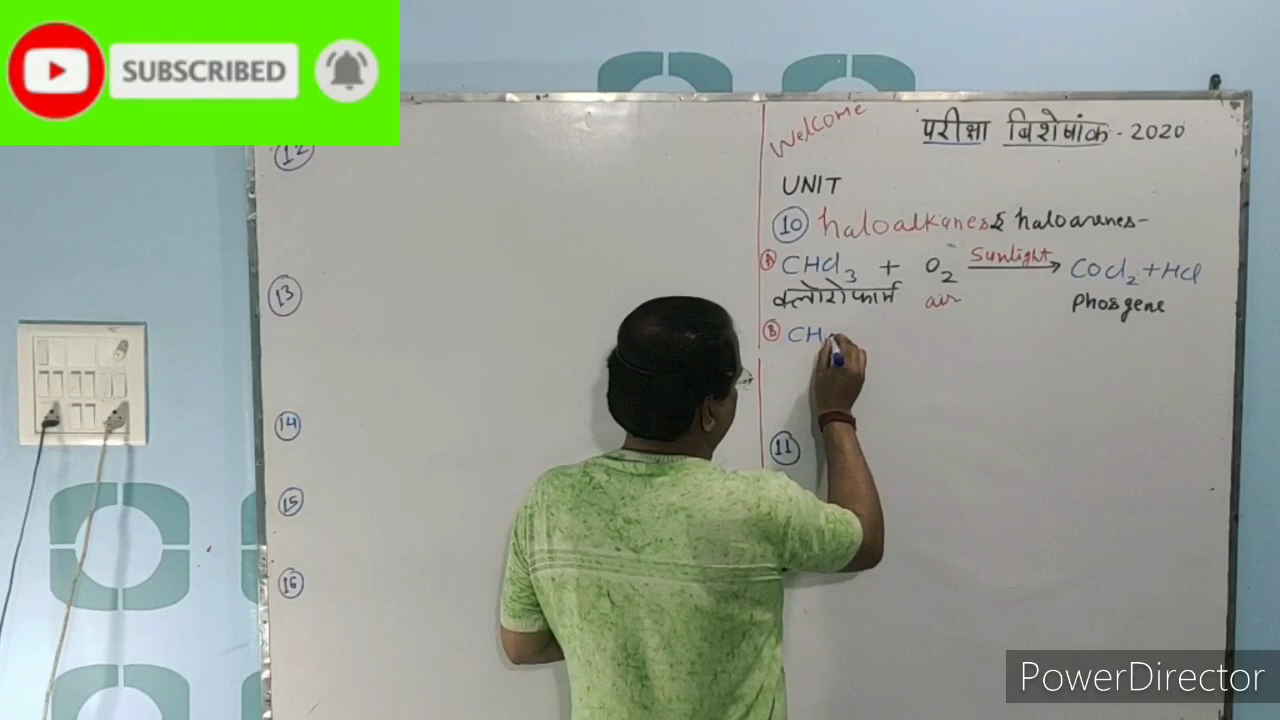 SUBSCRIBED
12
13
14
15
16
Welcome
परीक्षा विशेषांक - 2020
UNIT
10 haloalkanes & haloarenes-
A CHCl3 + O2 Sunlight → COCl2 + HCl
क्लोरोफार्म air Phosgene
B CH
11
PowerDirector